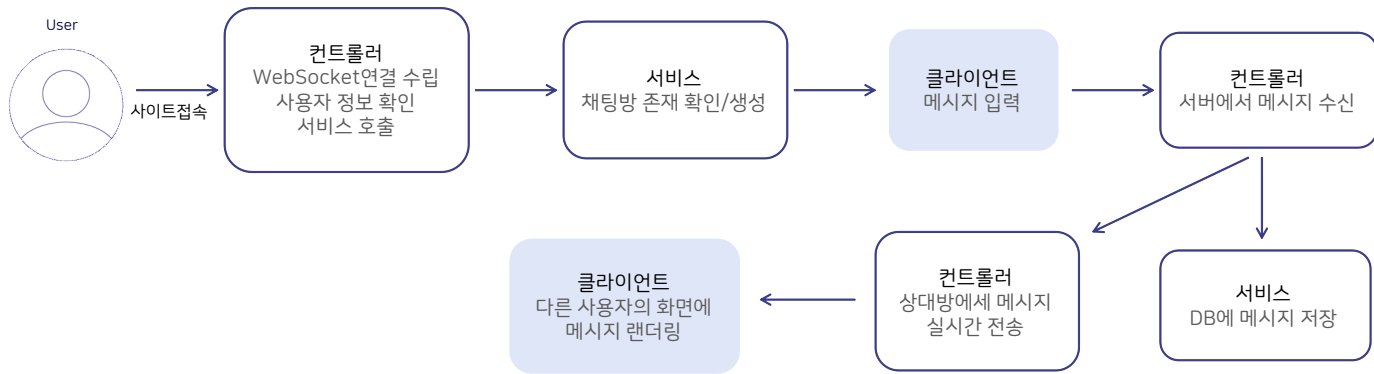 User
사이트접속
컨트롤러
WebSocket연결 수립
사용자 정보 확인
서비스 호출
서비스
채팅방 존재 확인/생성
클라이언트
메시지 입력
컨트롤러
서버에서 메시지 수신
클라이언트
다른 사용자의 화면에
메시지 랜더링
컨트롤러
상대방에세 메시지
실시간 전송
서비스
DB에 메시지 저장